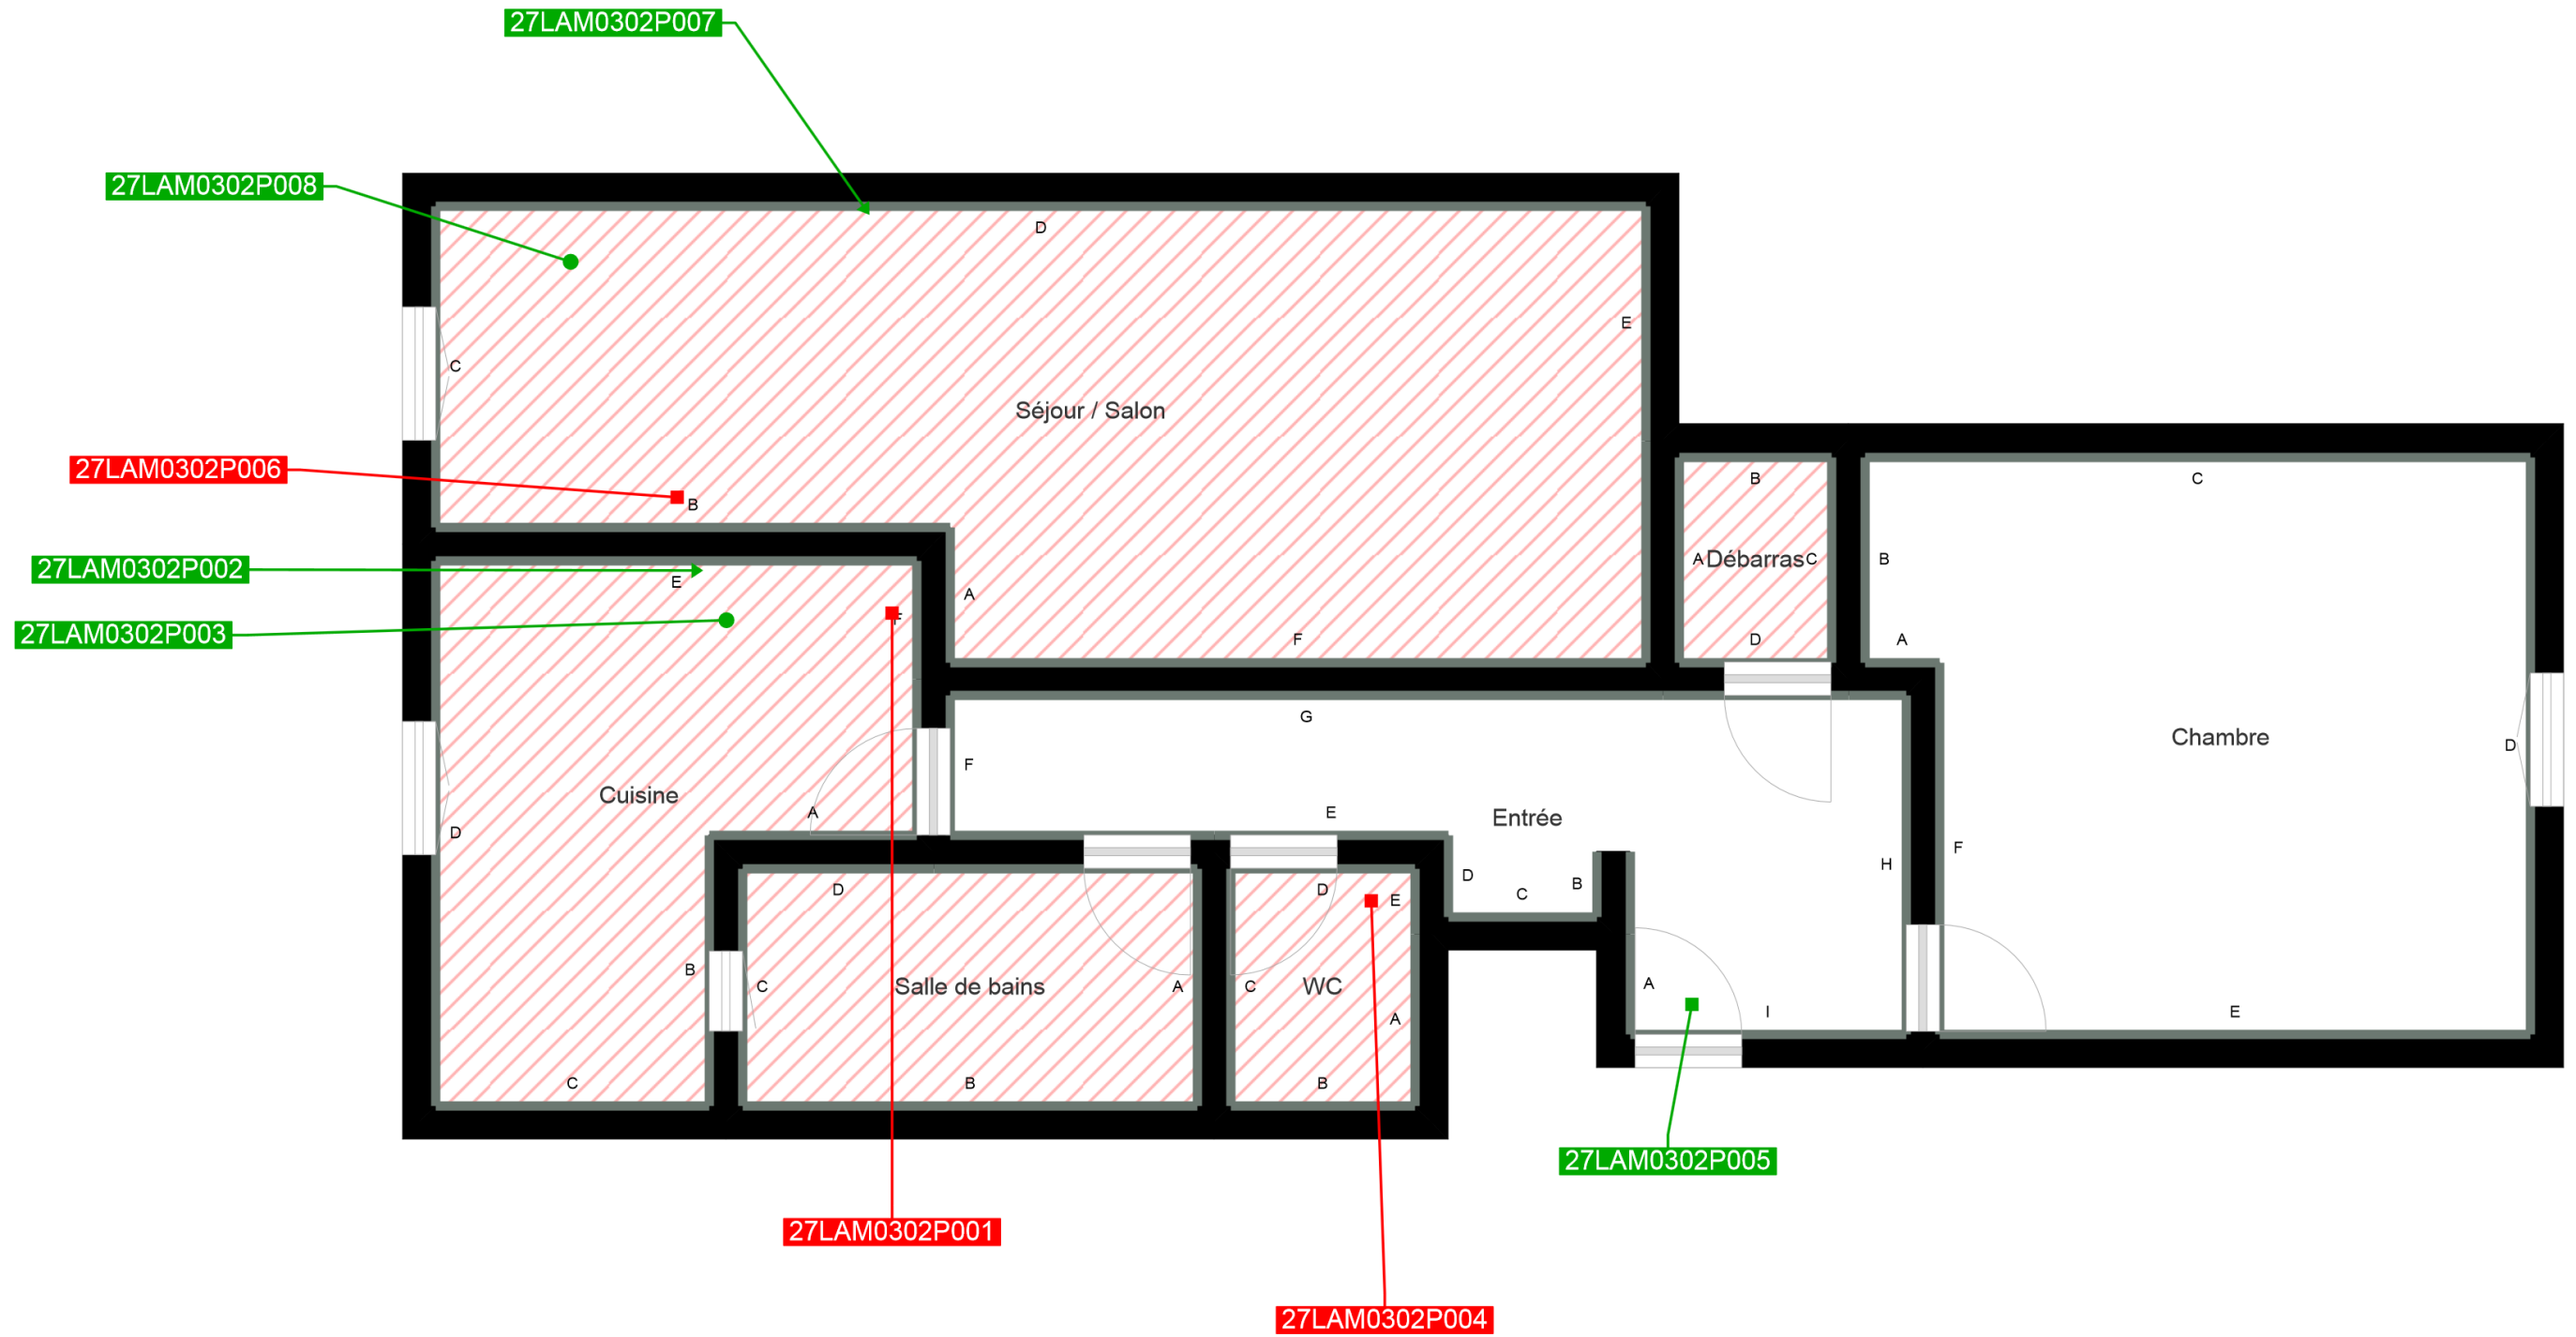 27LAM0302P007
27LAM0302P008
D
E
C
Séjour / Salon
27LAM0302P006
B
B
C
27LAM0302P002
E
A
Débarras
C
B
A
27LAM0302P003
F
F
D
A
G
Chambre
D
F
Cuisine
A
E
Entrée
D
F
H
D
D
E
D
C
B
B
C
Salle de bains
A
C
WC
A
A
I
E
C
B
B
27LAM0302P005
27LAM0302P001
27LAM0302P004